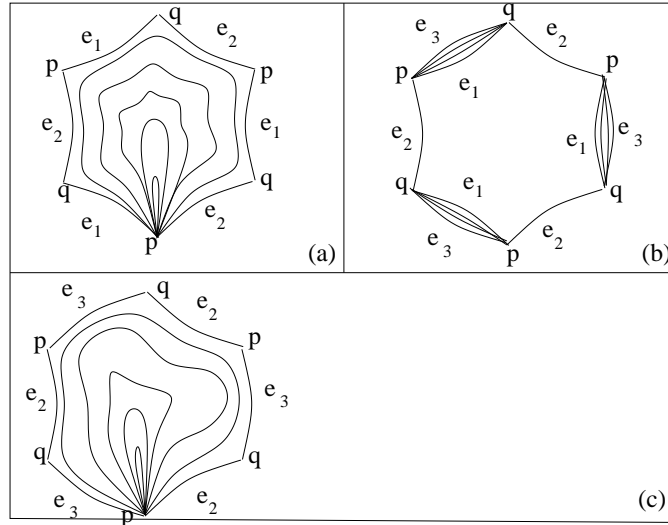 q
e1 e2
p p
e2 e1
q q
e1 e2
p
(a)
q
e3 e2
p p
e1
e2 e1 e3
q e1 q
e3 e2
p
(b)
e3 q e2
p p
e2 e3
q q
e3 e2
p
(c)